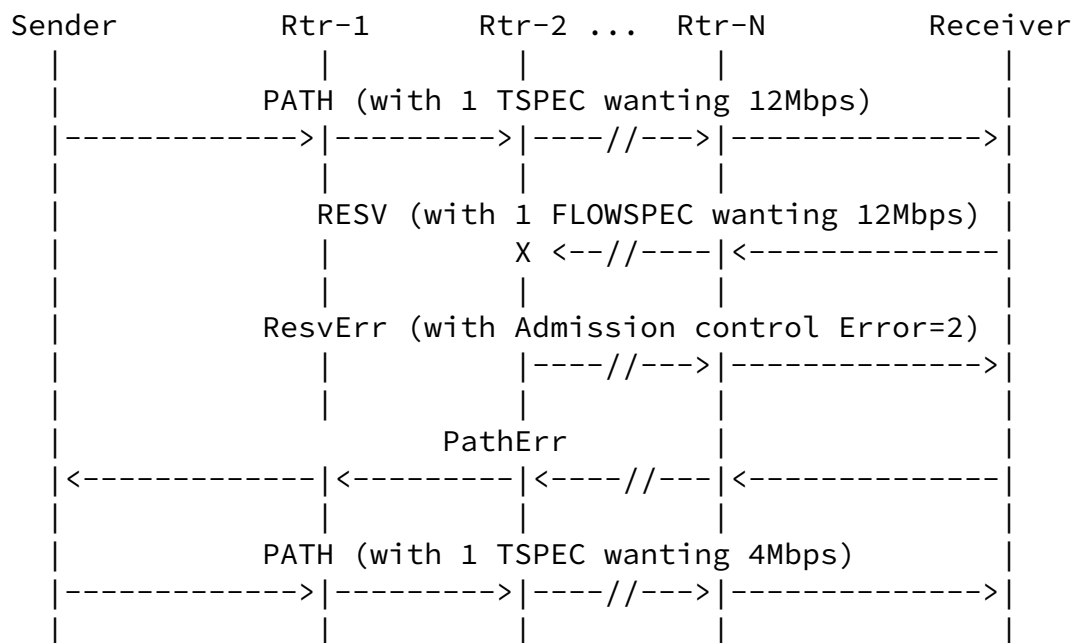 Sender Rtr-1 Rtr-2 ... Rtr-N Receiver
PATH (with 1 TSPEC wanting 12Mbps)
RESV (with 1 FLOWSPEC wanting 12Mbps)
X
ResvErr (with Admission control Error=2)
PathErr
PATH (with 1 TSPEC wanting 4Mbps)